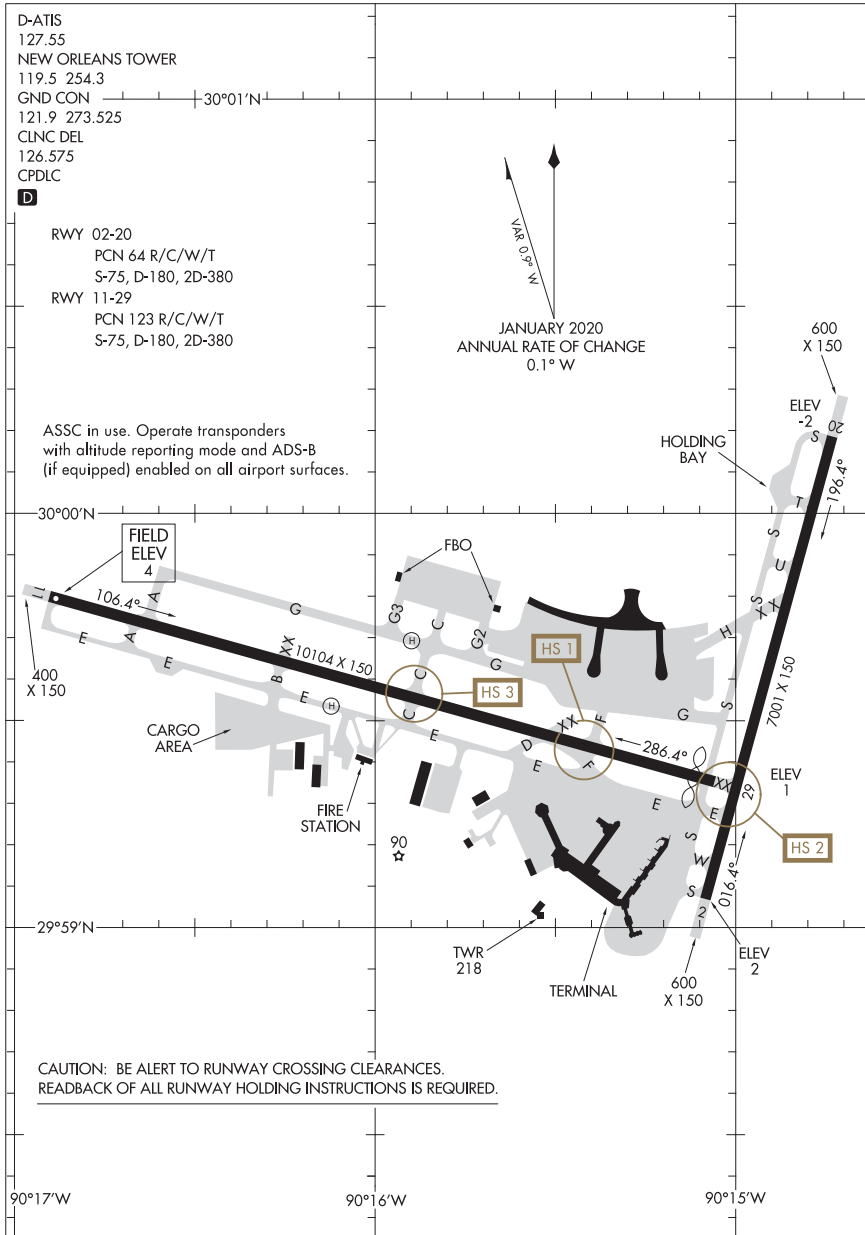 D-ATIS
127.55
NEW ORLEANS TOWER
119.5 254.3
GND CON
121.9 273.525
CLNC DEL
126.575
CPDLC
D
30°01'N
RWY 02-20
PCN 64 R/C/W/T
S-75, D-180, 2D-380
RWY 11-29
PCN 123 R/C/W/T
S-75, D-180, 2D-380
VAR 0.9° W
JANUARY 2020
ANNUAL RATE OF CHANGE
0.1° W
600
X 150
ASSC in use. Operate transponders
with altitude reporting mode and ADS-B
(if equipped) enabled on all airport surfaces.
ELEV
-2
20
S
HOLDING
BAY
196.4°
T
30°00'N
S
U
FIELD
ELEV
4
FBO
11
106.4°
A
G
G3
C
G2
S
XX
H
E
A
E
XX
10104 X 150
H
G
HS 1
400
X 150
B
E
C
C
HS 3
S
7001 X 150
H
E
D
XX
F
G
CARGO
AREA
286.4°
E
F
ELEV
1
XX
29
E
E
FIRE
STATION
HS 2
90
S
W
S
016.4°
2
29°59'N
TWR
218
TERMINAL
ELEV
2
600
X 150
CAUTION: BE ALERT TO RUNWAY CROSSING CLEARANCES.
READBACK OF ALL RUNWAY HOLDING INSTRUCTIONS IS REQUIRED.
90°17'W
90°16'W
90°15'W